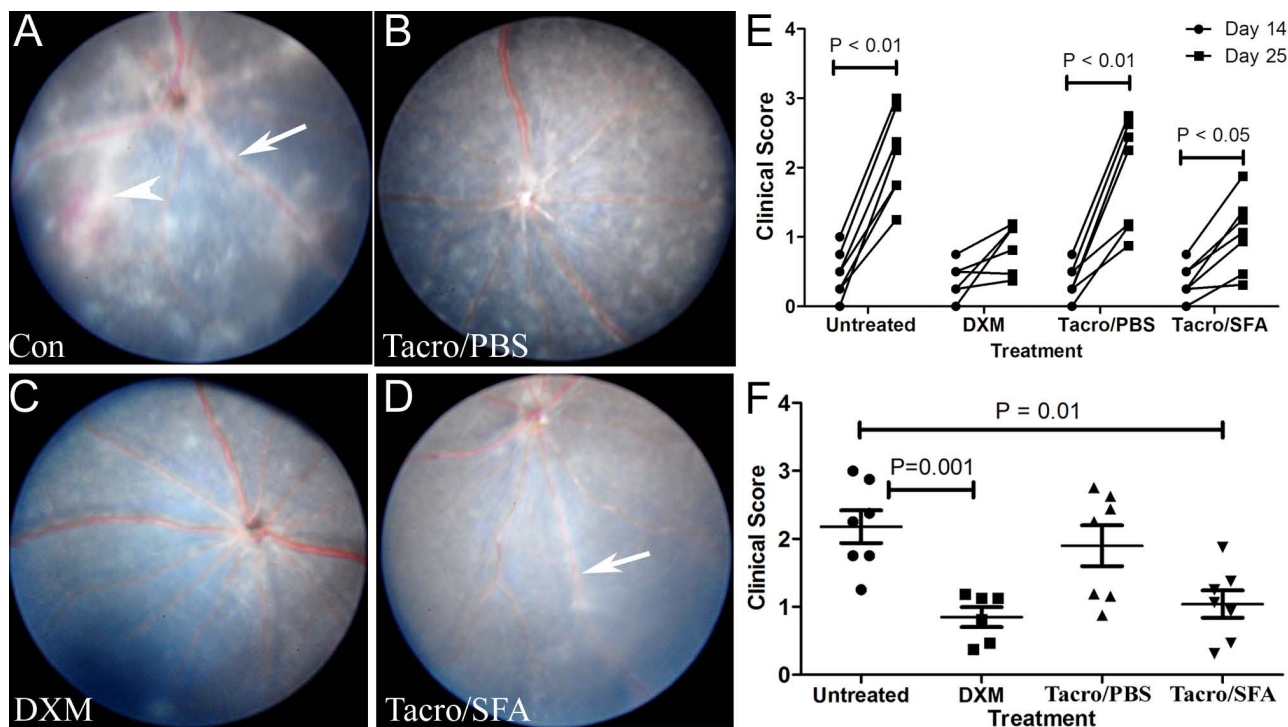 A
Con
B
Tacro/PBS
C
DXM
D
Tacro/SFA
E
Day 14
Day 25
P < 0.01
P < 0.01
P < 0.05
Clinical Score
4
3
2
1
0
Untreated DXM Tacro/PBS Tacro/SFA
Treatment
F
P = 0.01
P=0.001
Clinical Score
4
3
2
1
0
Untreated DXM Tacro/PBS Tacro/SFA
Treatment